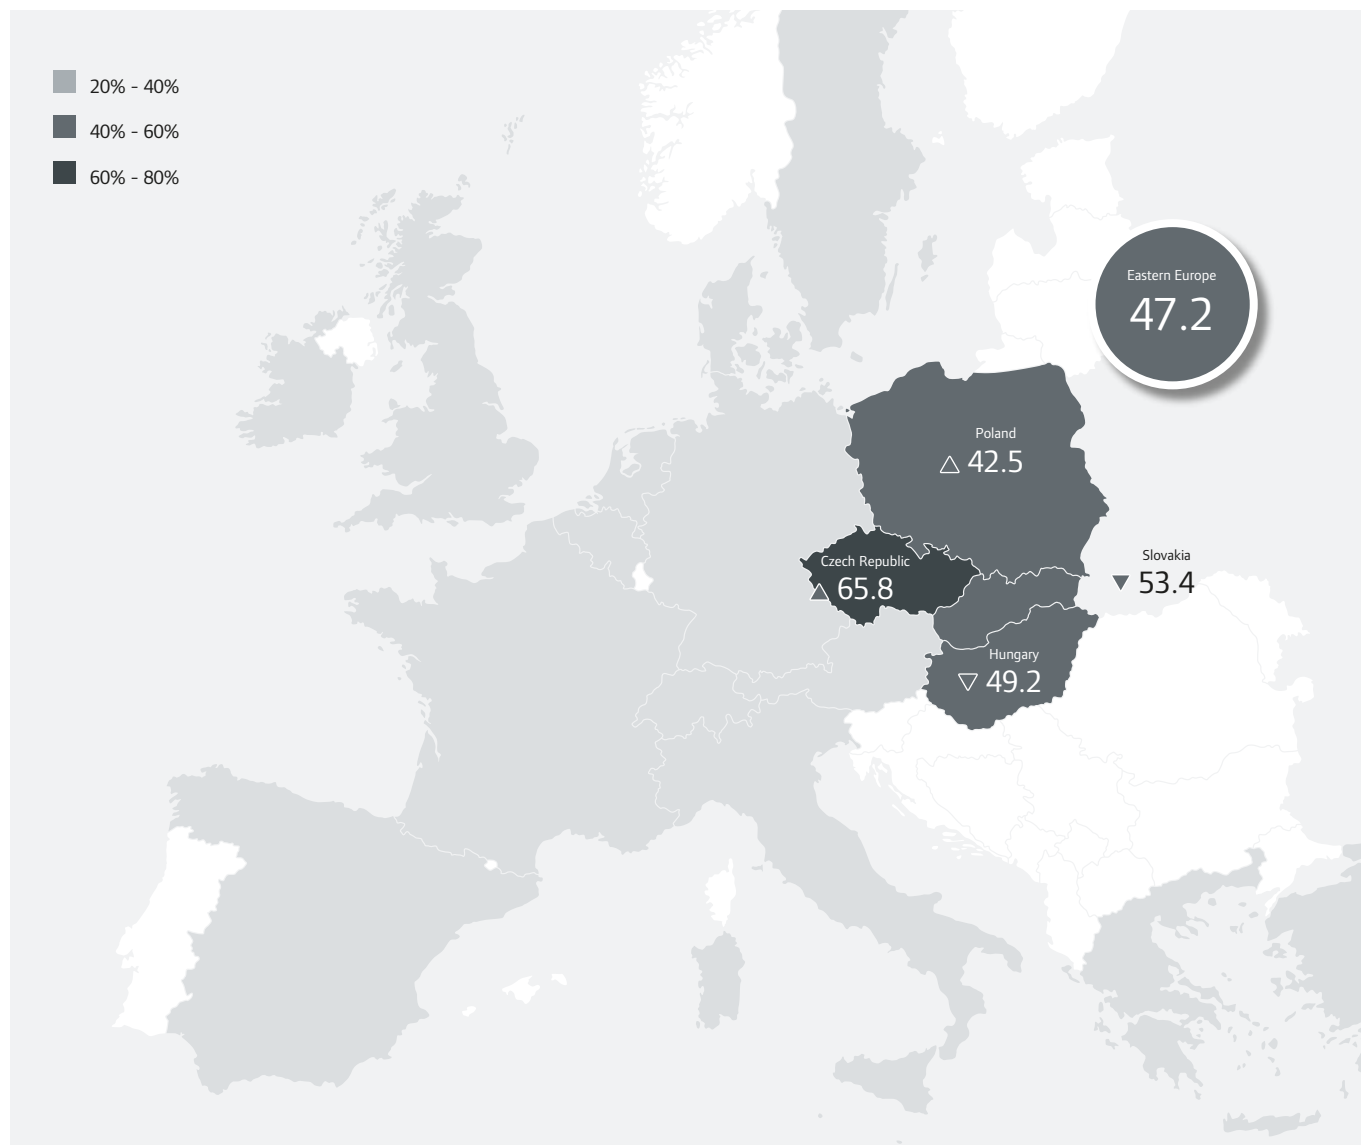 20% - 40%
40% - 60%
60% - 80%
Eastern Europe
47.2
Poland
△ 42.5
Slovakia
▼ 53.4
Czech Republic
△ 65.8
Hungary
▽ 49.2